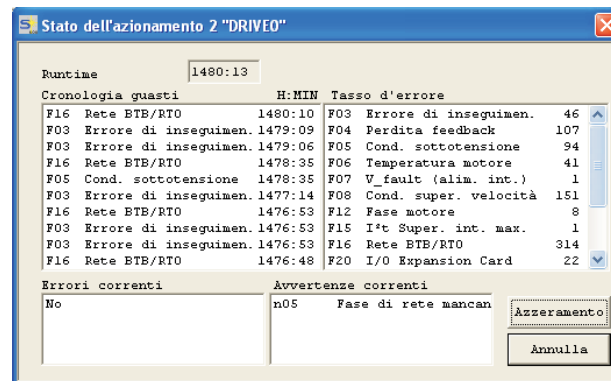 Stato dell'azionamento 2 "DRIVE0"
Runtime 1480:13
Cronologia guasti H:MIN Tasso d'errore
F16 Rete BTB/RTO 1480:10 F03 Errore di inseguimen. 46
F03 Errore di inseguimen. 1479:09 F04 Perdita feedback 107
F03 Errore di inseguimen. 1479:06 F05 Cond. sottotensione 94
F16 Rete BTB/RTO 1478:35 F06 Temperatura motore 41
F05 Cond. sottotensione 1478:35 F07 V_fault (alim. int.) 1
F03 Errore di inseguimen. 1477:14 F08 Cond. super. velocità 151
F16 Rete BTB/RTO 1476:53 F12 Fase motore 8
F03 Errore di inseguimen. 1476:53 F15 I²t Super. int. max. 1
F03 Errore di inseguimen. 1476:53 F16 Rete BTB/RTO 314
F16 Rete BTB/RTO 1476:48 F20 I/O Expansion Card 22
Errori correnti Avvertenze correnti
No n05 Fase di rete mancan
Azzeramento
Annulla